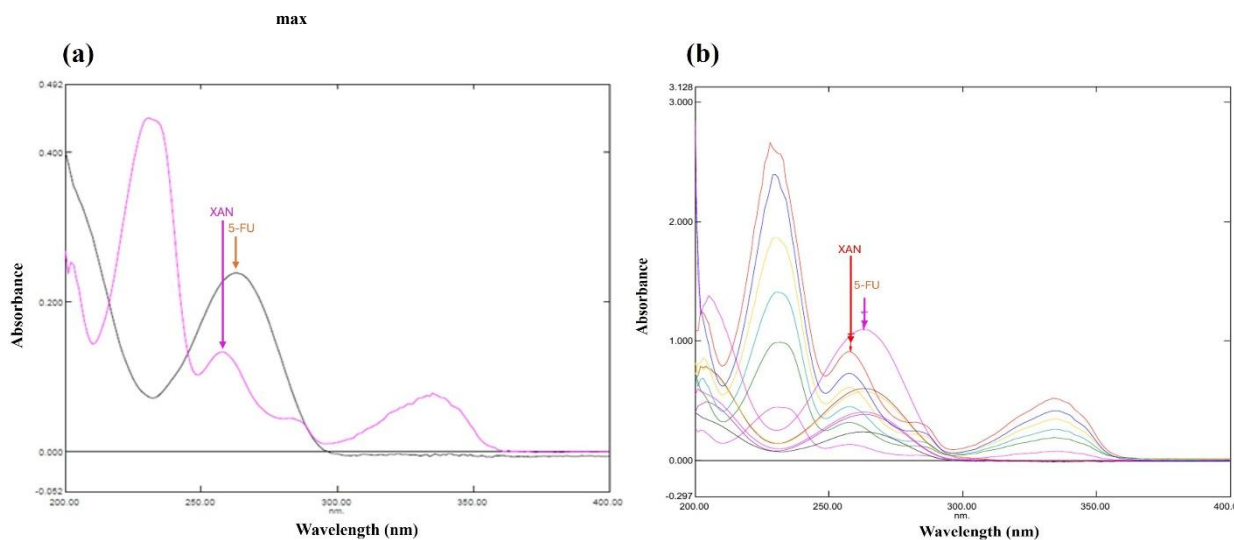 max
(a)
0.492
0.400
0.200
0.000
-0.052
200.00
250.00
300.00
350.00
400.00
nm.
XAN
5-FU
Absorbance
Wavelength (nm)
(b)
3.128
3.000
2.000
1.000
0.000
-0.297
200.00
250.00
300.00
350.00
400.0
nm.
XAN
5-FU
Absorbance
Wavelength (nm)